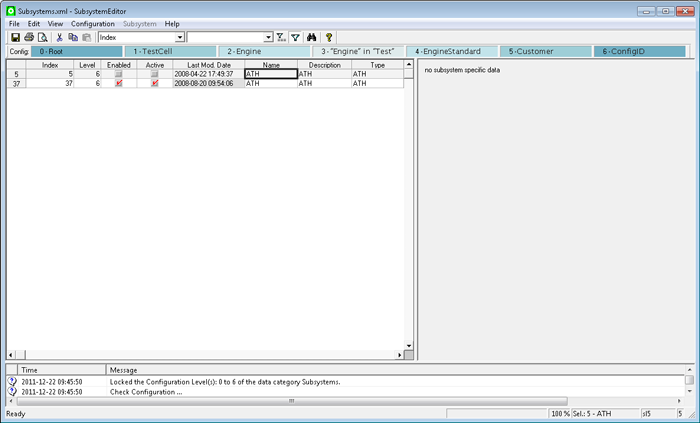 Subsystems.xml - SubsystemEditor
File Edit View Configuration Subsystem Help
Index
Config: 0 - Root 1 - TestCell 2 - Engine 3 - "Engine" in "Test" 4 - EngineStandard 5 - Customer 6 - ConfigID
Index Level Enabled Active Last Mod. Date Name Description Type
5 5 6 2008-04-22 17:49:37 ATH ATH ATH
37 37 6 2008-08-20 09:54:06 ATH ATH ATH
no subsystem specific data
Time Message
2011-12-22 09:45:50 Locked the Configuration Level(s): 0 to 6 of the data category Subsystems.
2011-12-22 09:45:50 Check Configuration ...
Ready 100 % Sel.: 5 - ATH sl5 5